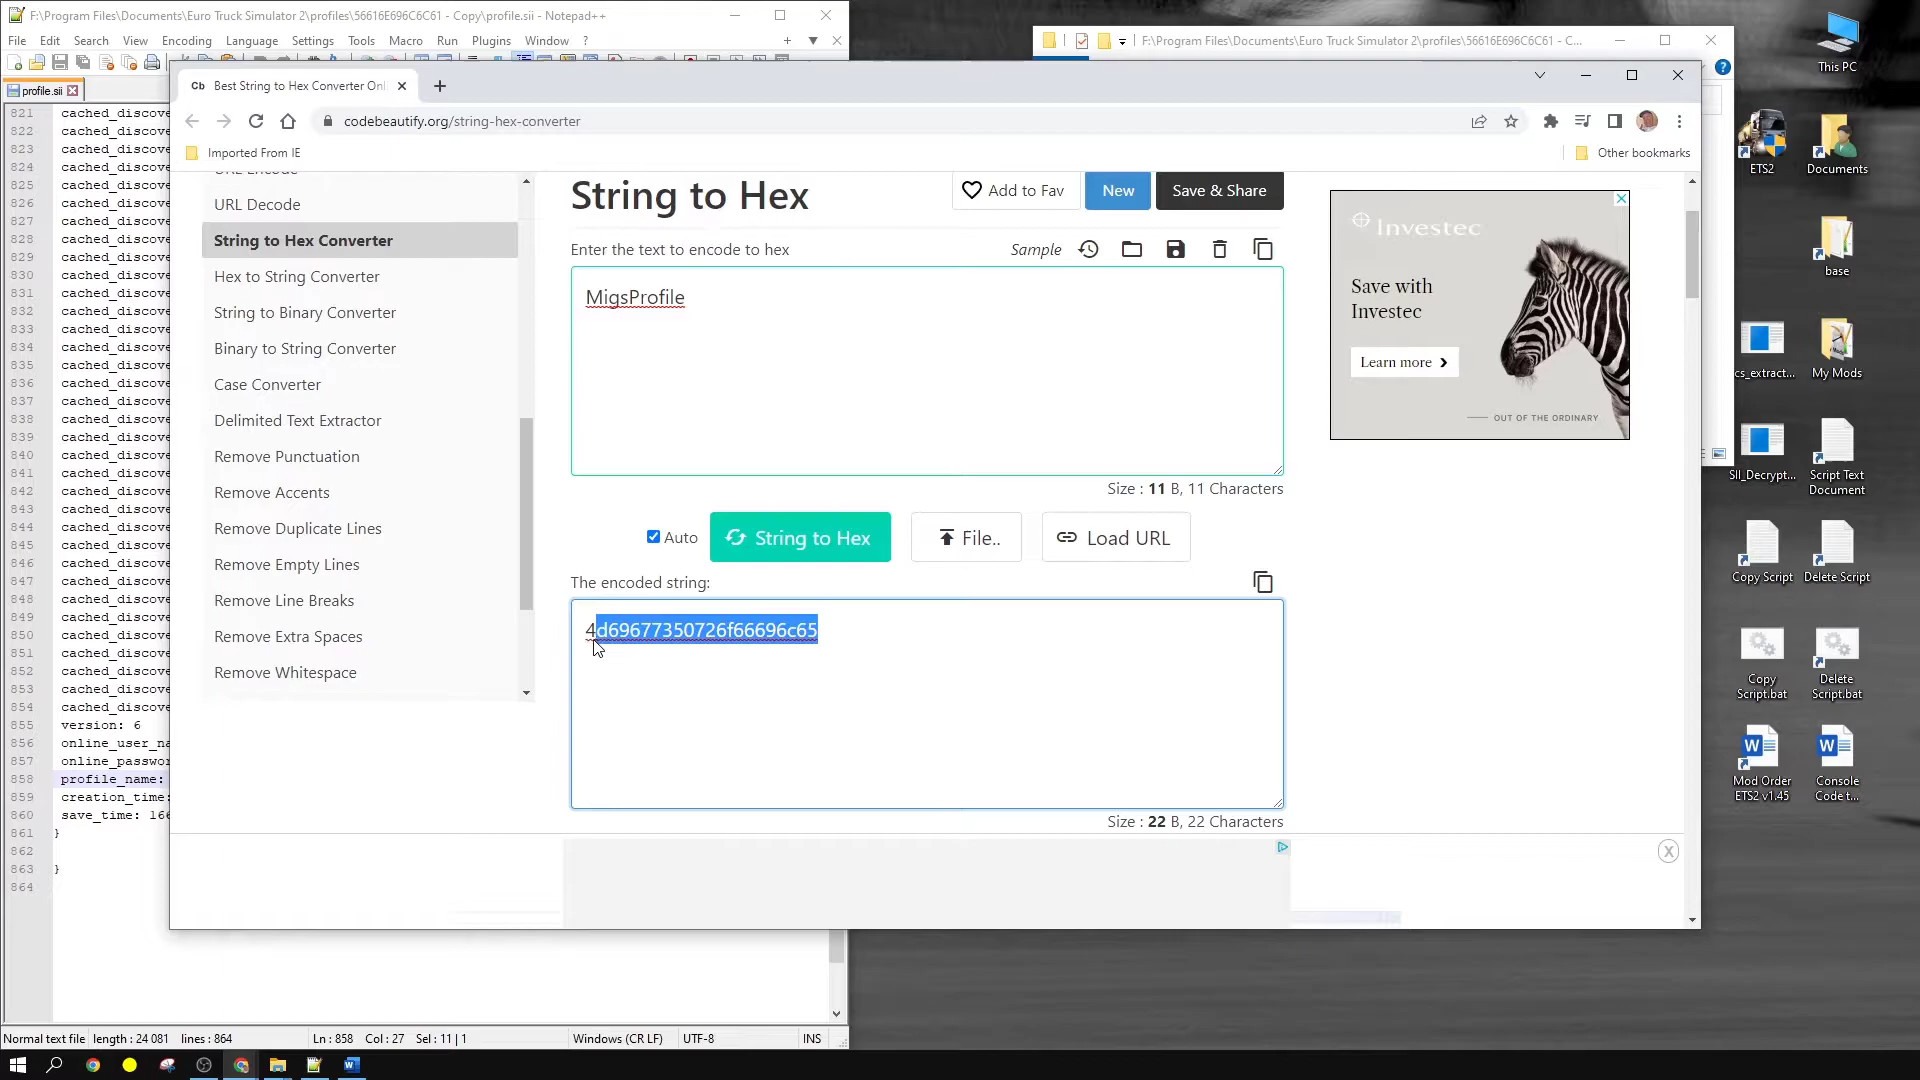 F:\Program Files\Documents\Euro Truck Simulator 2\profiles\56616E696C6C61 - Copy\profile.sii - Notepad++
File Edit Search View Encoding Language Settings Tools Macro Run Plugins Window ?
profile.sii
F:\Program Files\Documents\Euro Truck Simulator 2\profiles\56616E696C6C61 - C...
Cb Best String to Hex Converter Onl
codebeautify.org/string-hex-converter
Imported From IE
Other bookmarks
821 cached_discove
822 cached_discove
823 cached_discove
824 cached_discove
825 cached_discove
826 cached_discove
827 cached_discove
828 cached_discove
829 cached_discove
830 cached_discove
831 cached_discove
832 cached_discove
833 cached_discove
834 cached_discove
835 cached_discove
836 cached_discove
837 cached_discove
838 cached_discove
839 cached_discove
840 cached_discove
841 cached_discove
842 cached_discove
843 cached_discove
844 cached_discove
845 cached_discove
846 cached_discove
847 cached_discove
848 cached_discove
849 cached_discove
850 cached_discove
851 cached_discove
852 cached_discove
853 cached_discove
854 cached_discove
855 version: 6
856 online_user_na
857 online_passwor
858 profile_name:
859 creation_time:
860 save_time: 166
861 }
862
863 }
864
URL Decode
String to Hex Converter
Hex to String Converter
String to Binary Converter
Binary to String Converter
Case Converter
Delimited Text Extractor
Remove Punctuation
Remove Accents
Remove Duplicate Lines
Remove Empty Lines
Remove Line Breaks
Remove Extra Spaces
Remove Whitespace
String to Hex
Add to Fav
New
Save & Share
Enter the text to encode to hex
Sample
MigsProfile
Size : 11 B, 11 Characters
Auto
String to Hex
File..
Load URL
The encoded string:
4d69677350726f66696c65
Size : 22 B, 22 Characters
Investec
Save with
Investec
Learn more
OUT OF THE ORDINARY
X
This PC
ETS2
Documents
base
cs_extract...
My Mods
SII_Decrypt...
Script Text
Document
Copy Script
Delete Script
Copy
Script.bat
Delete
Script.bat
Mod Order
ETS2 v1.45
Console
Code t...
Normal text file length : 24 081 lines : 864 Ln : 858 Col : 27 Sel : 11 | 1 Windows (CR LF) UTF-8 INS